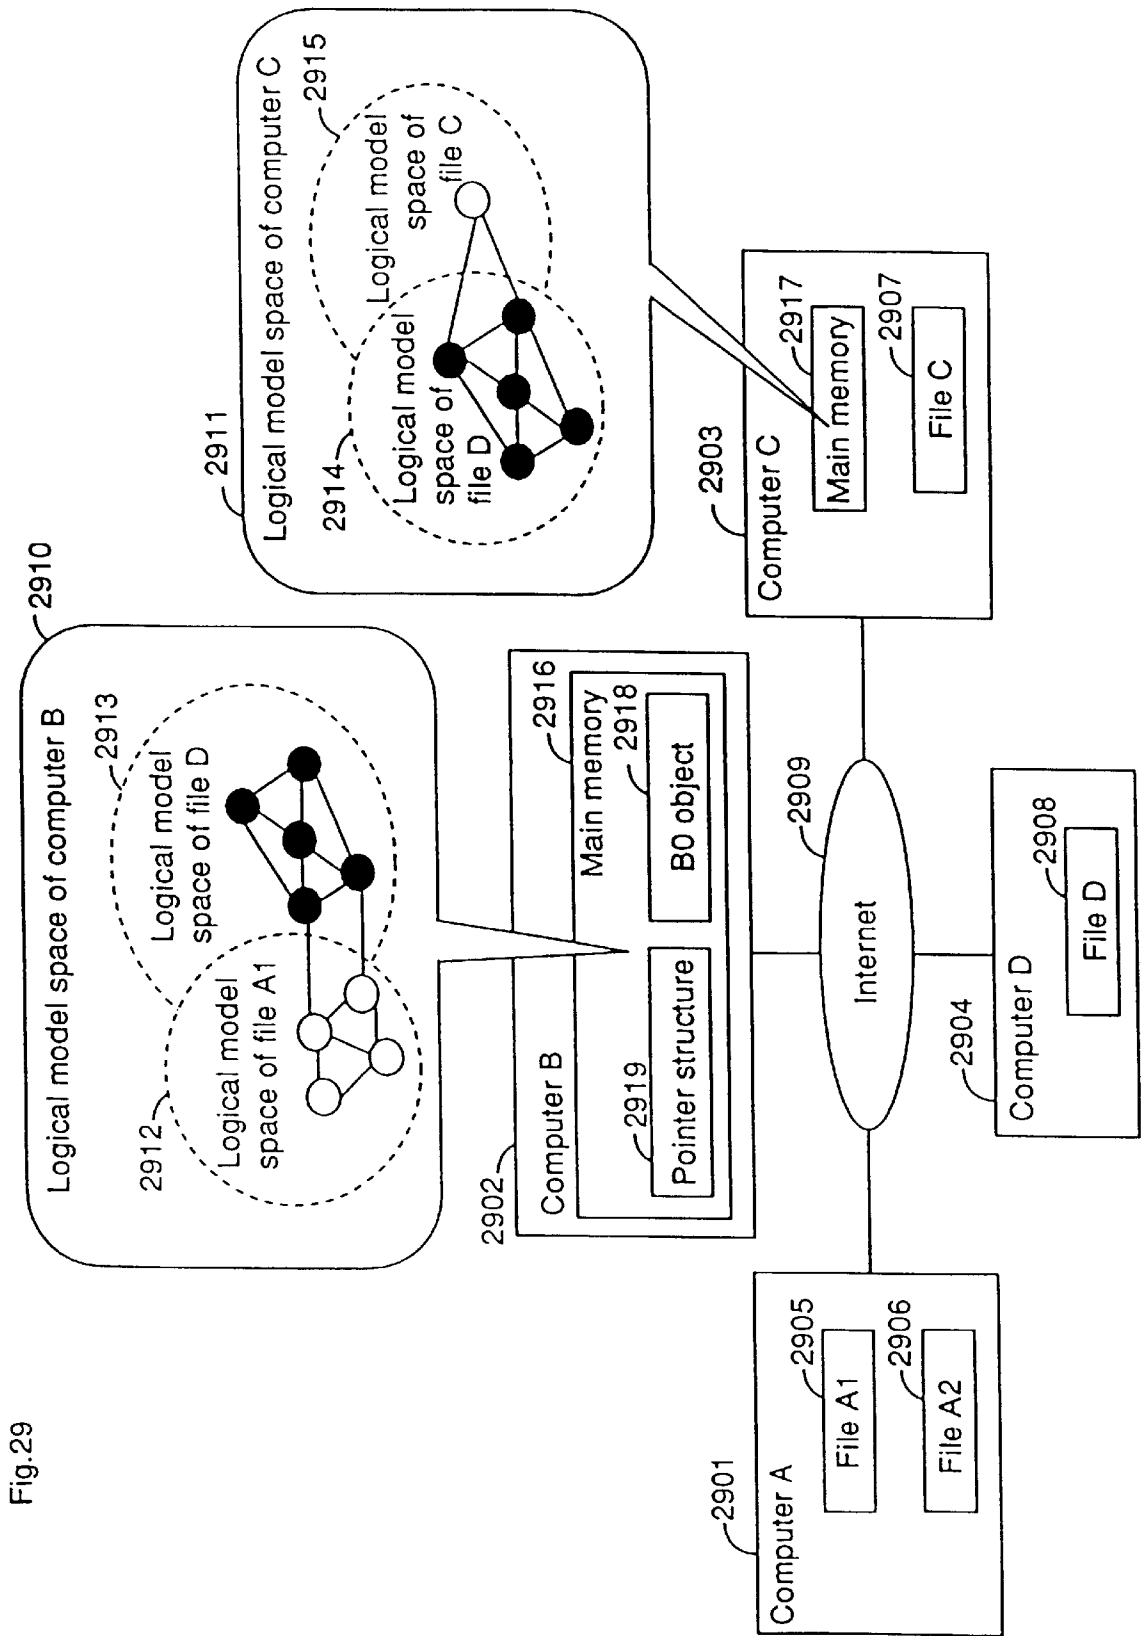 Fig.29
2910
Logical model space of computer B
2912
Logical model
space of file A1
2913
Logical model
space of file D
2911
Logical model space of computer C
2914
Logical model
space of
file D
2915
Logical model
space of
file C
2902
Computer B
Main memory
2916
2919
Pointer structure
2918
B0 object
2903
Computer C
2917
Main memory
2907
File C
2909
Internet
2901
Computer A
2905
File A1
2906
File A2
2904
Computer D
2908
File D